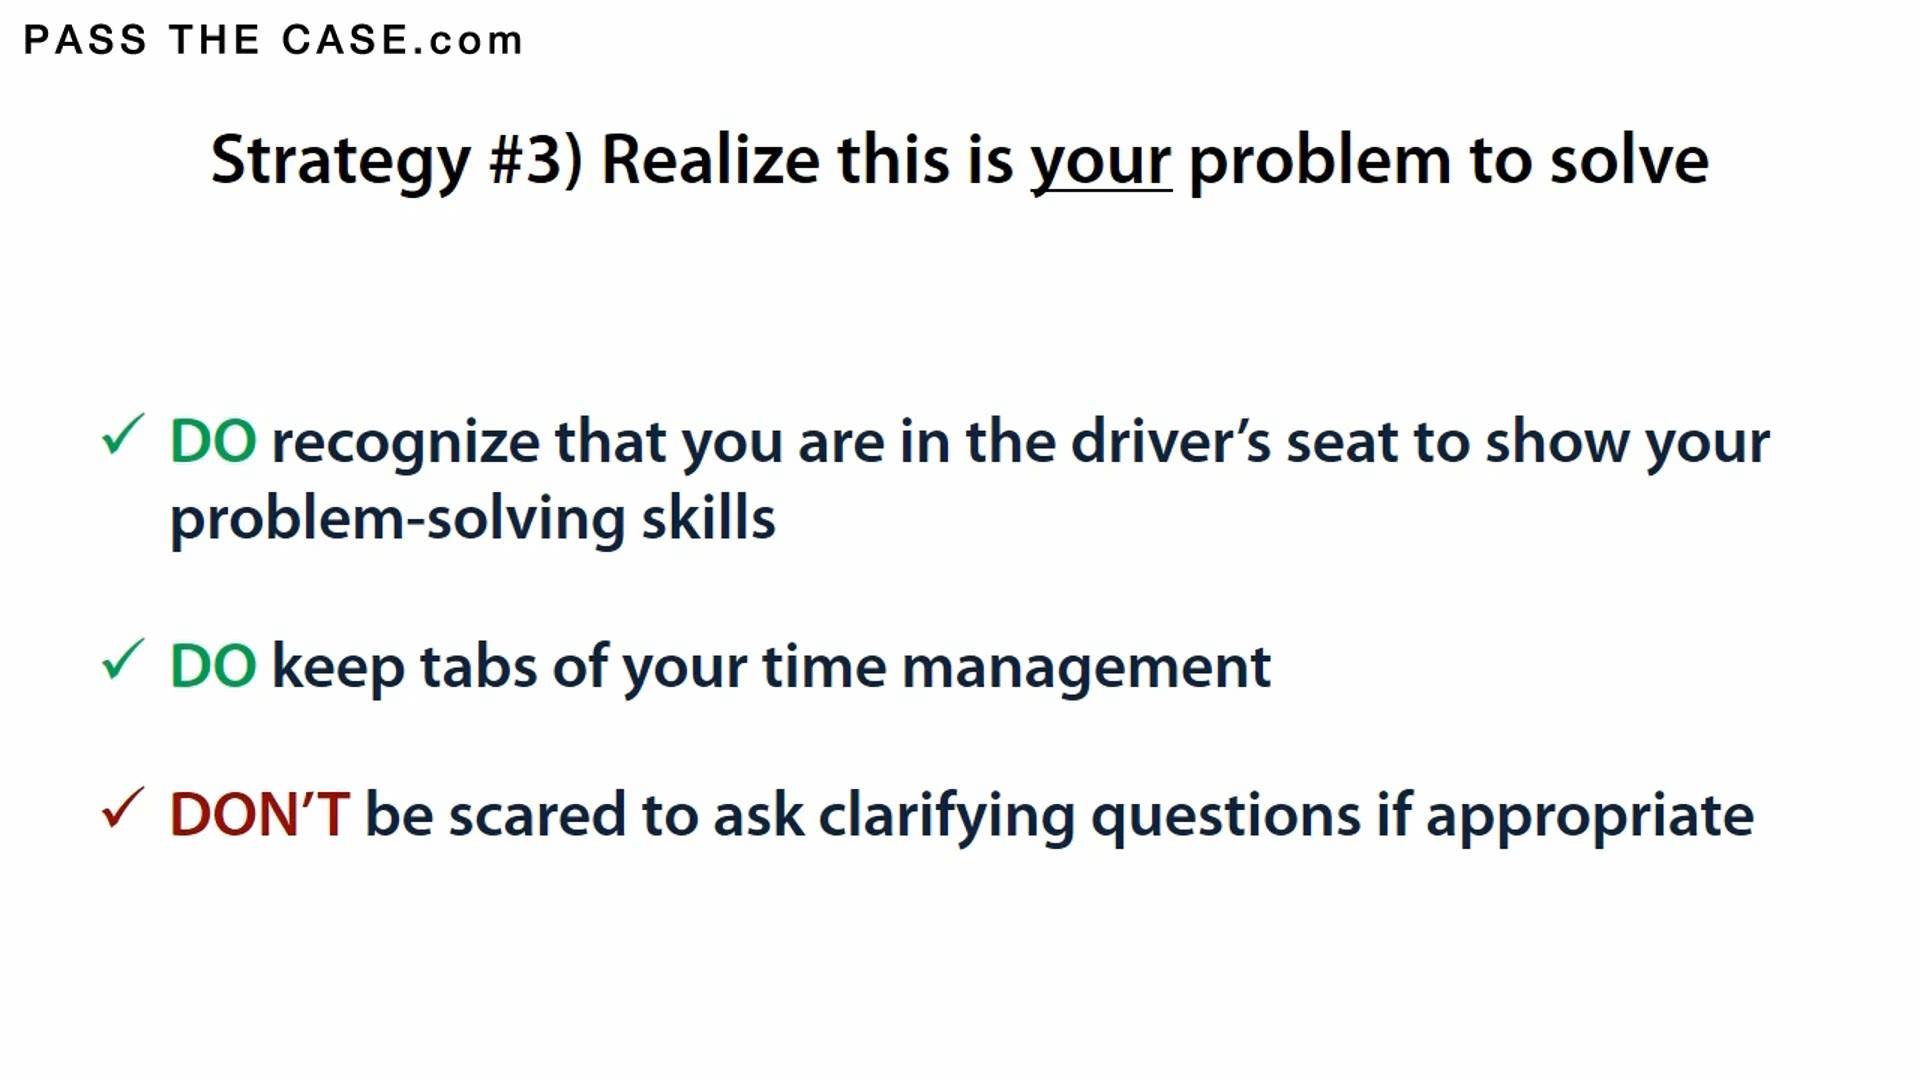 PASS THE CASE.com
Strategy #3) Realize this is your problem to solve
✓ DO recognize that you are in the driver’s seat to show your
problem-solving skills
✓ DO keep tabs of your time management
✓ DON’T be scared to ask clarifying questions if appropriate